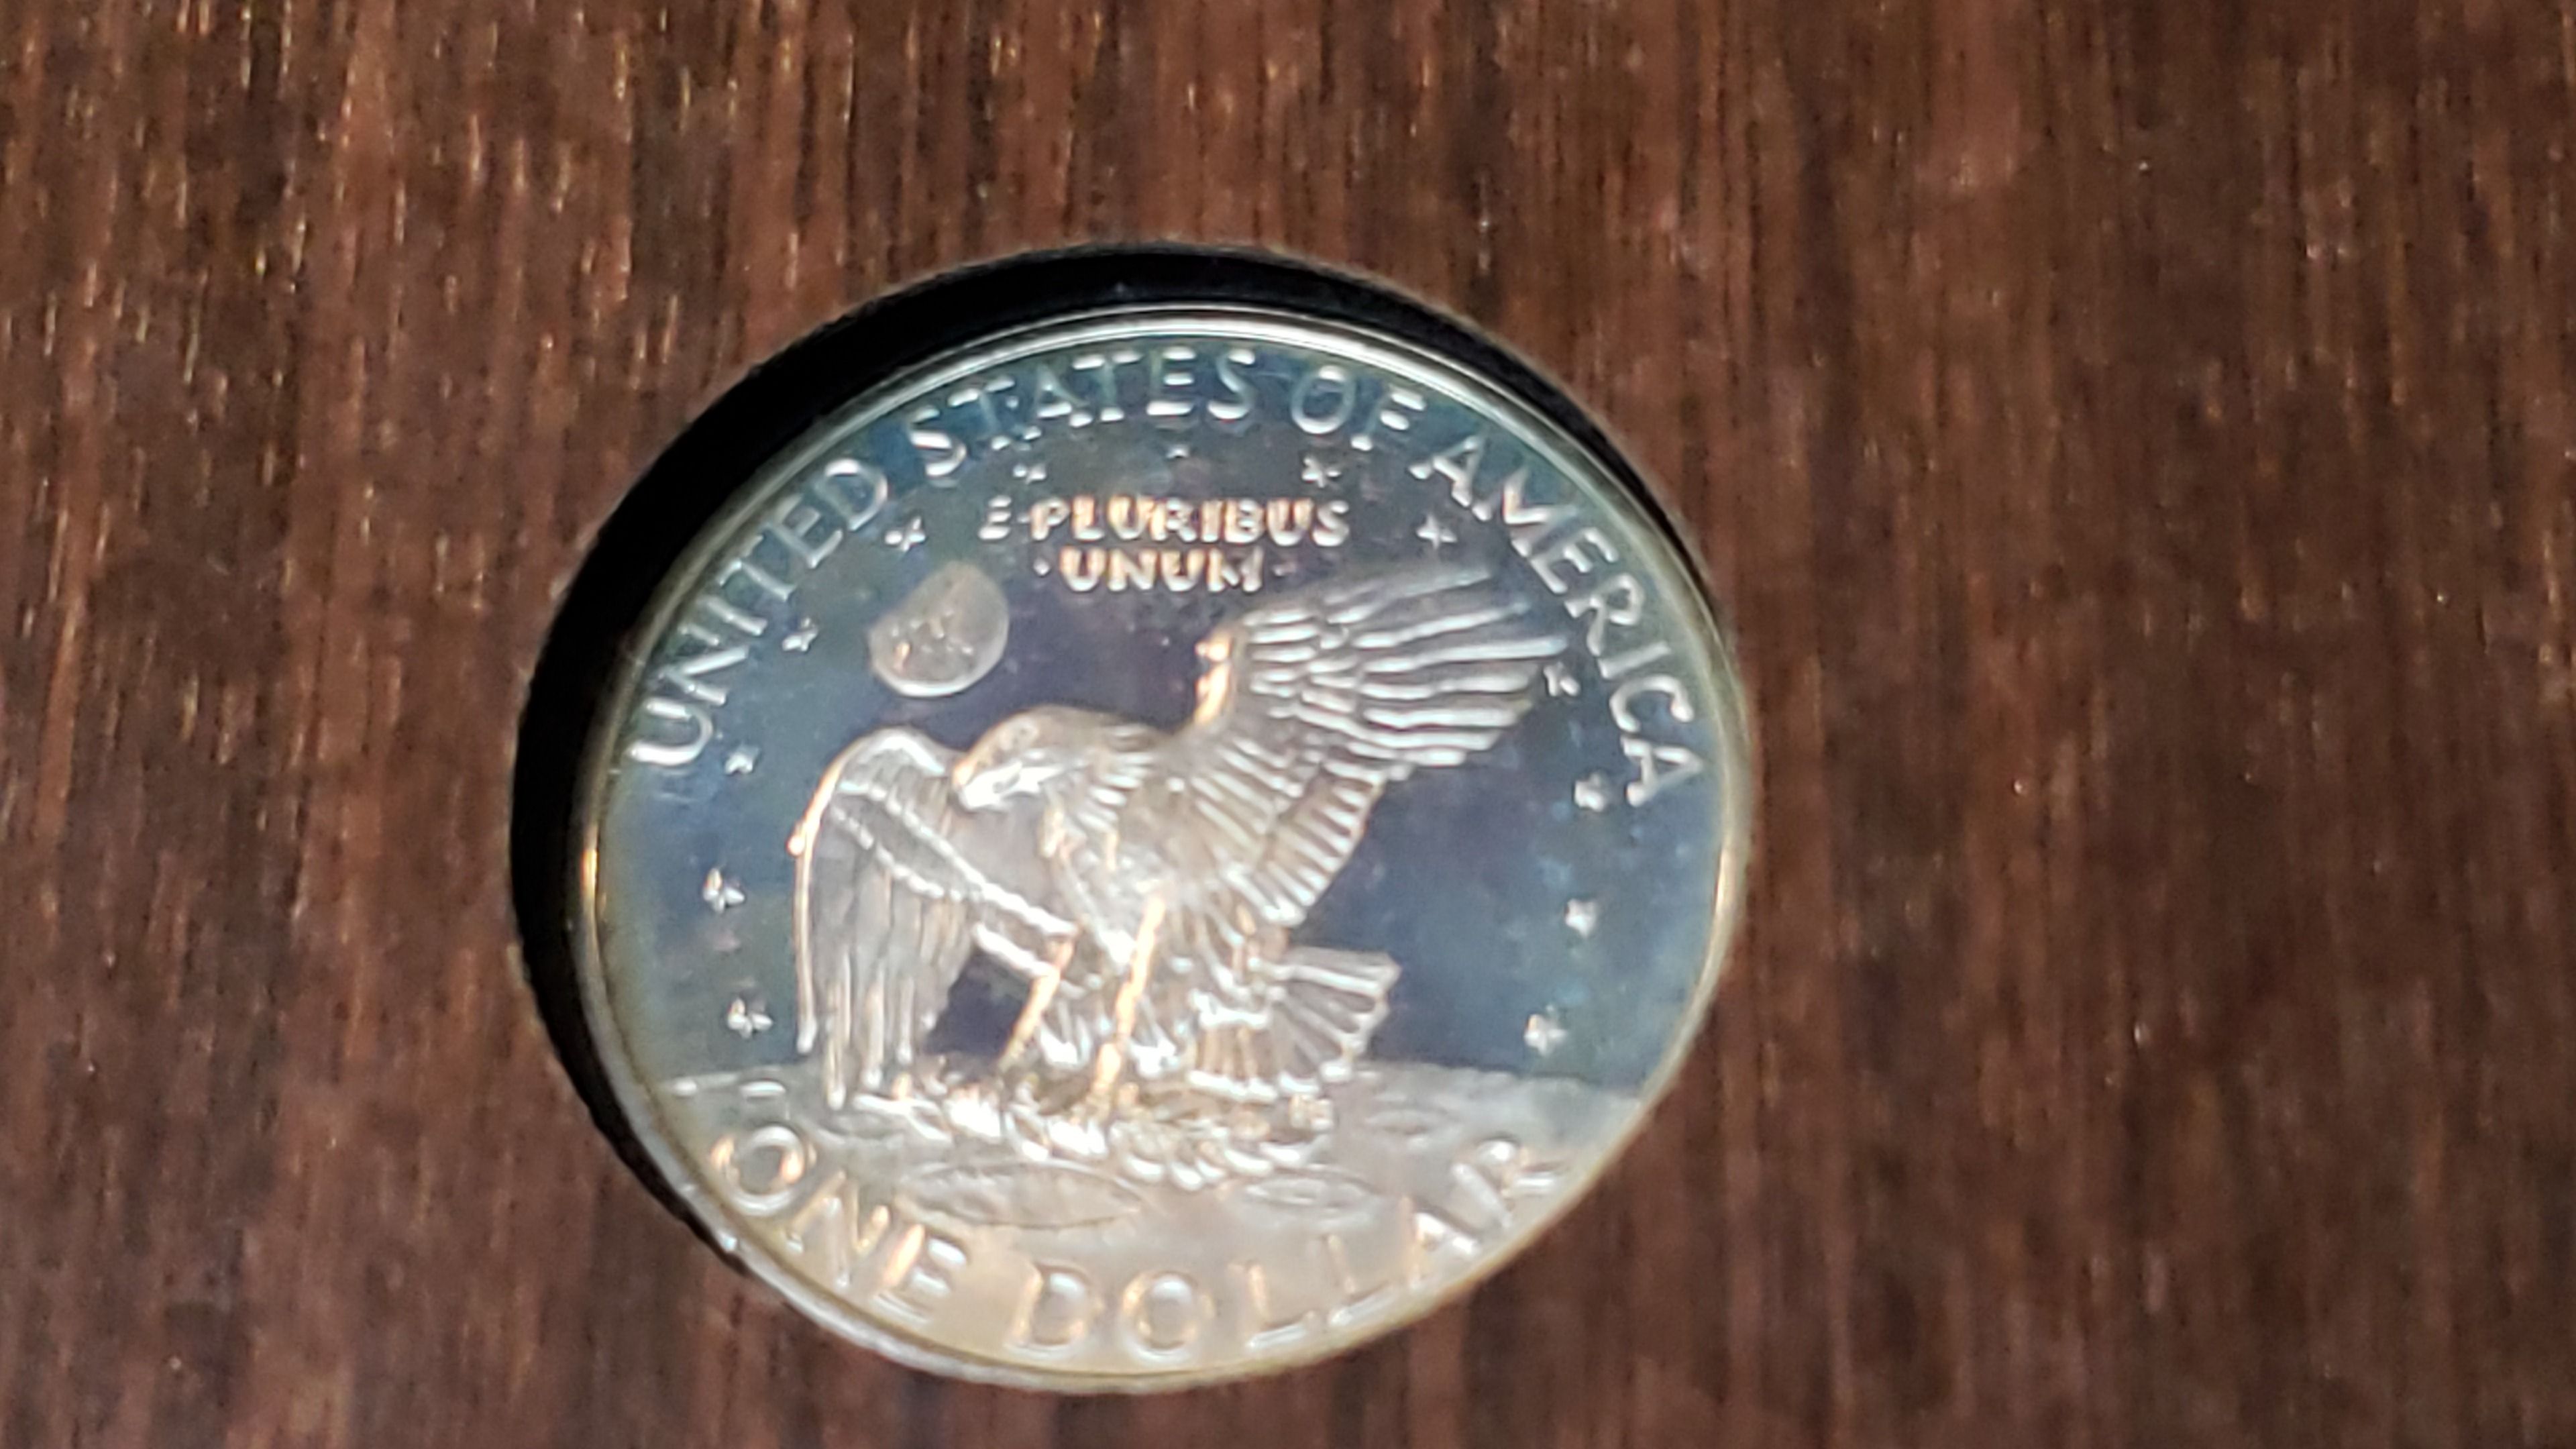 UNITED STATES OF AMERICA
E·PLURIBUS
·UNUM·
ONE DOLLAR